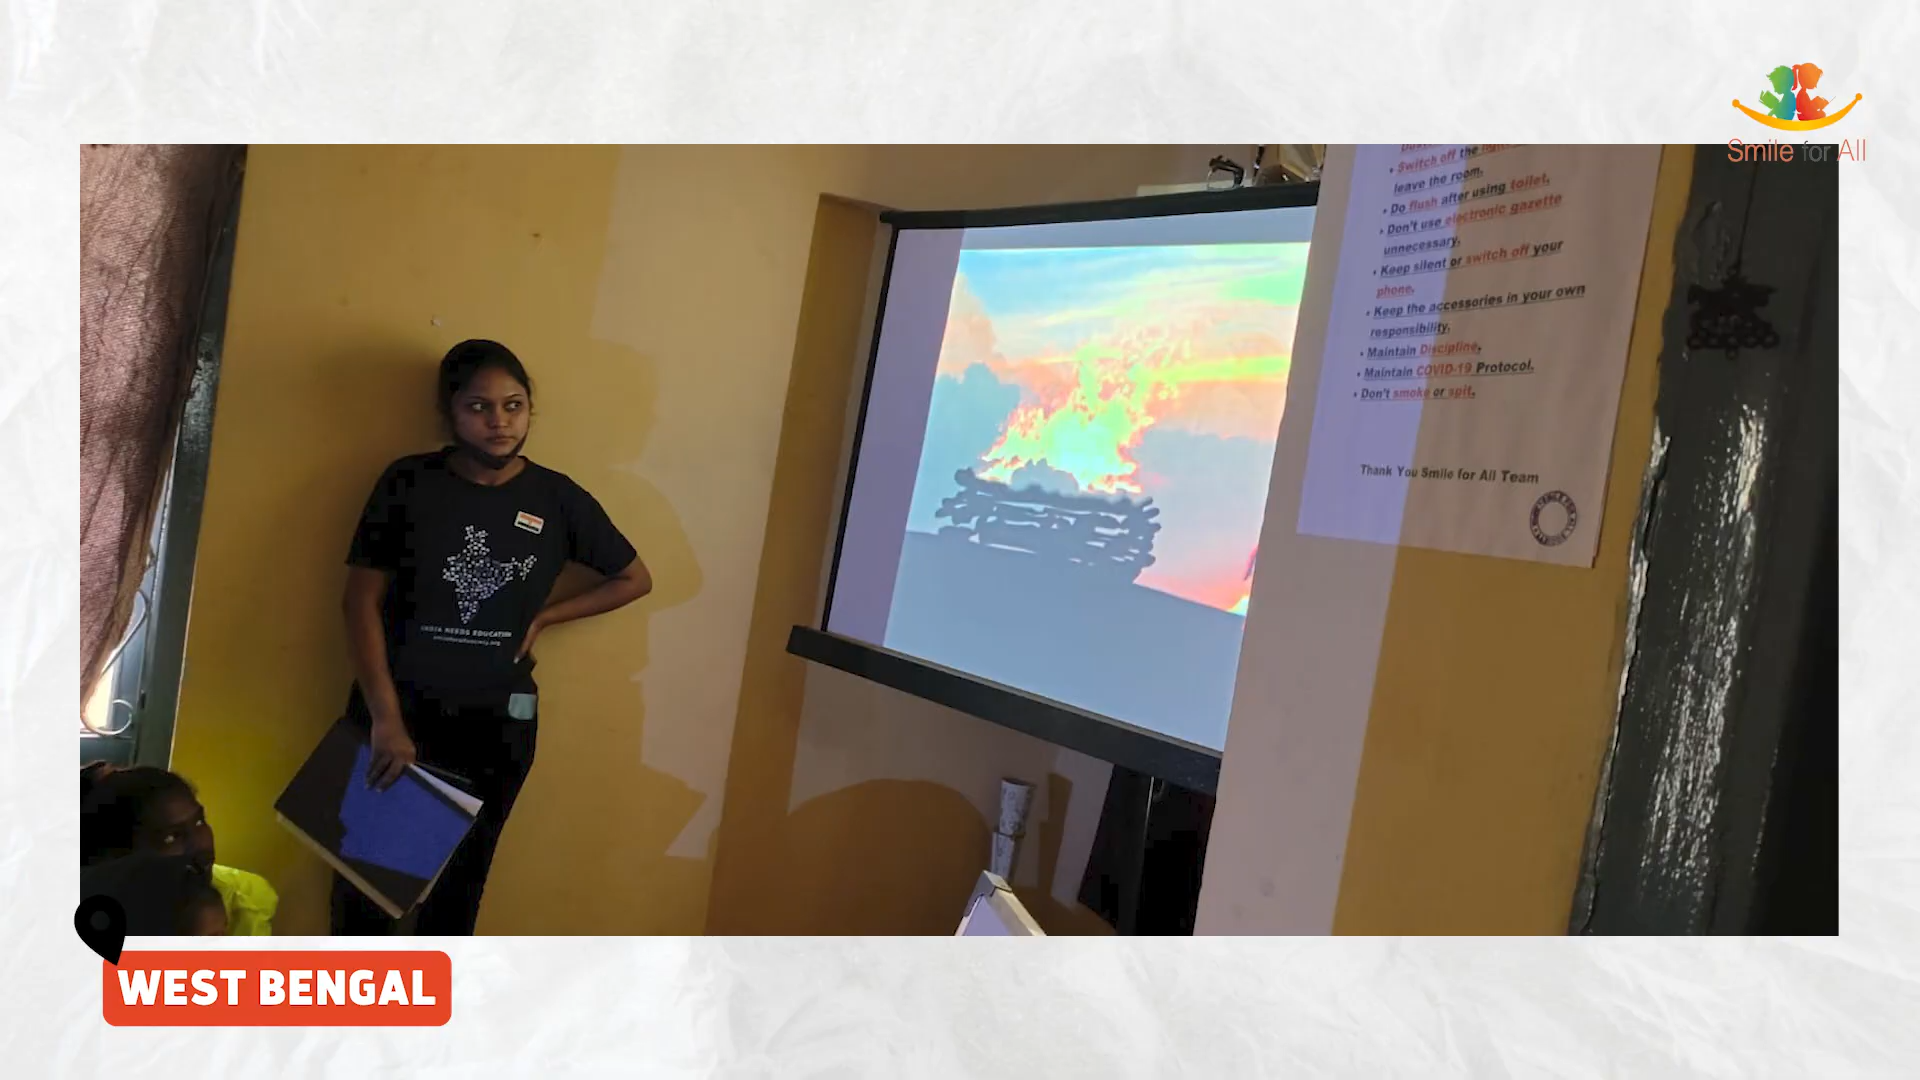 Smile for All
Switch off the
leave the room.
Do flush after using toilet.
Don't use electronic gazette
unnecessary.
Keep silent or switch off your
phone.
Keep the accessories in your own
responsibility.
Maintain Discipline.
Maintain COVID-19 Protocol.
Don't smoke or spit.
Thank You Smile for All Team
INDIA NEEDS EDUCATION
WEST BENGAL